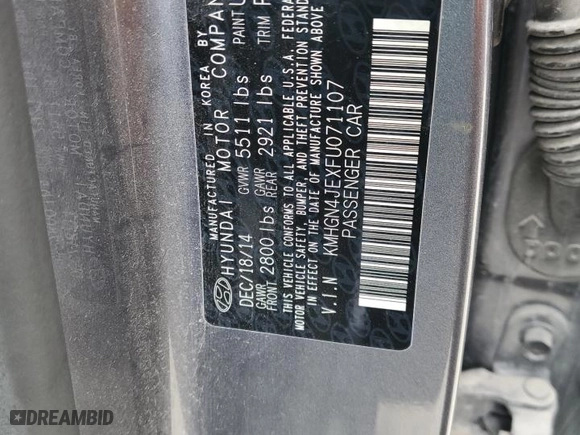 MANUFACTURED IN KOREA BY
HYUNDAI MOTOR COMPAN
DEC/18/14 GVWR 5511 lbs PAINT U
GAWR FRONT 2800 lbs GAWR REAR 2921 lbs TRIM
THIS VEHICLE CONFORMS TO ALL APPLICABLE U.S.A. FEDERA
MOTOR VEHICLE SAFETY, BUMPER, AND THEFT PREVENTION STAND
IN EFFECT ON THE DATE OF MANUFACTURE SHOWN ABOVE
V.I.N KMHGN4JEXFU071107
PASSENGER CAR
DREAMBID